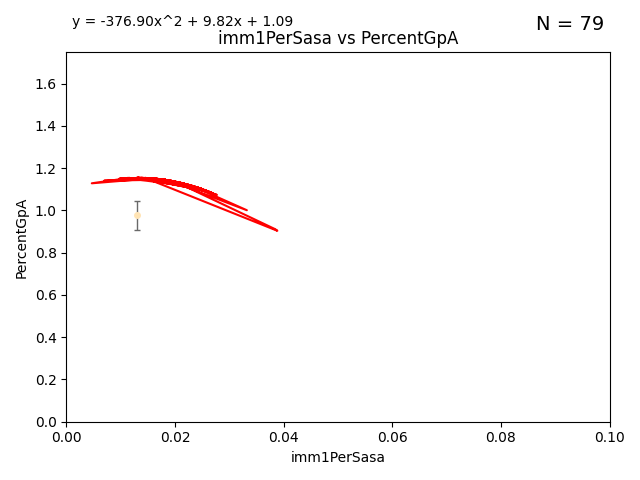 y = -376.90x^2 + 9.82x + 1.09
N = 79
imm1PerSasa vs PercentGpA
PercentGpA
1.6
1.4
1.2
1.0
0.8
0.6
0.4
0.2
0.0
0.00 0.02 0.04 0.06 0.08 0.10
imm1PerSasa